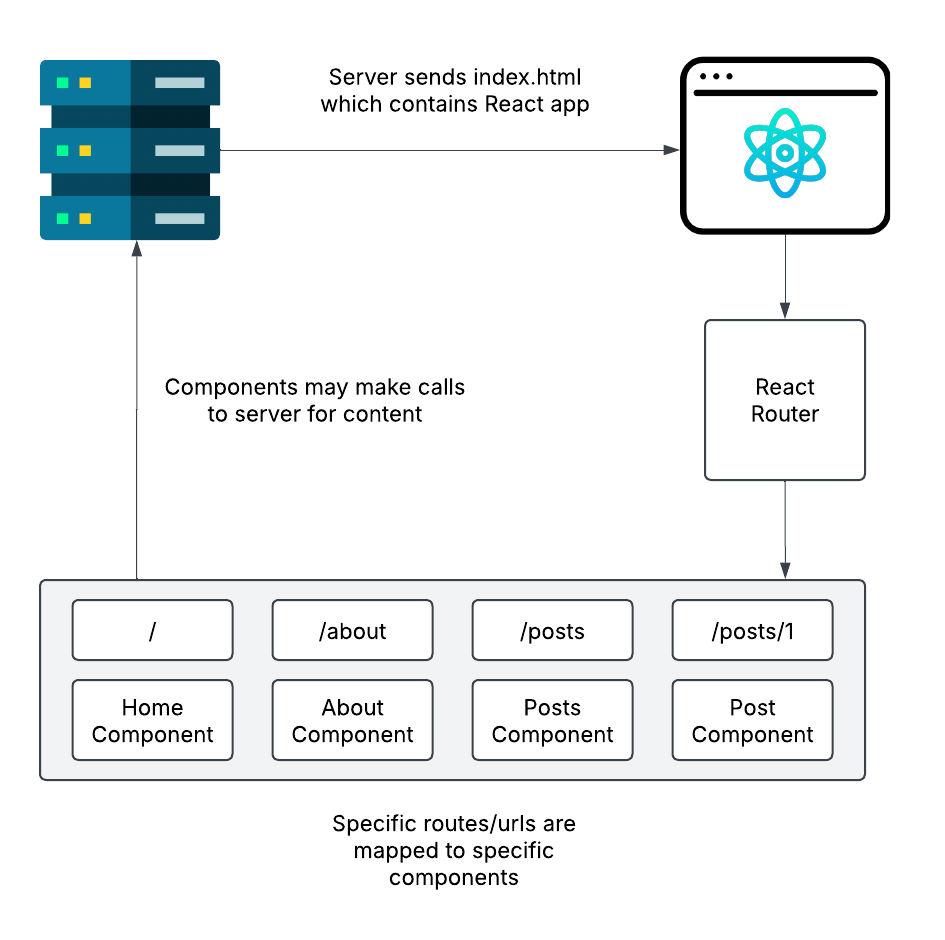 Server sends index.html
which contains React app
React
Router
Components may make calls
to server for content
/
/about
/posts
/posts/1
Home
Component
About
Component
Posts
Component
Post
Component
Specific routes/urls are
mapped to specific
components